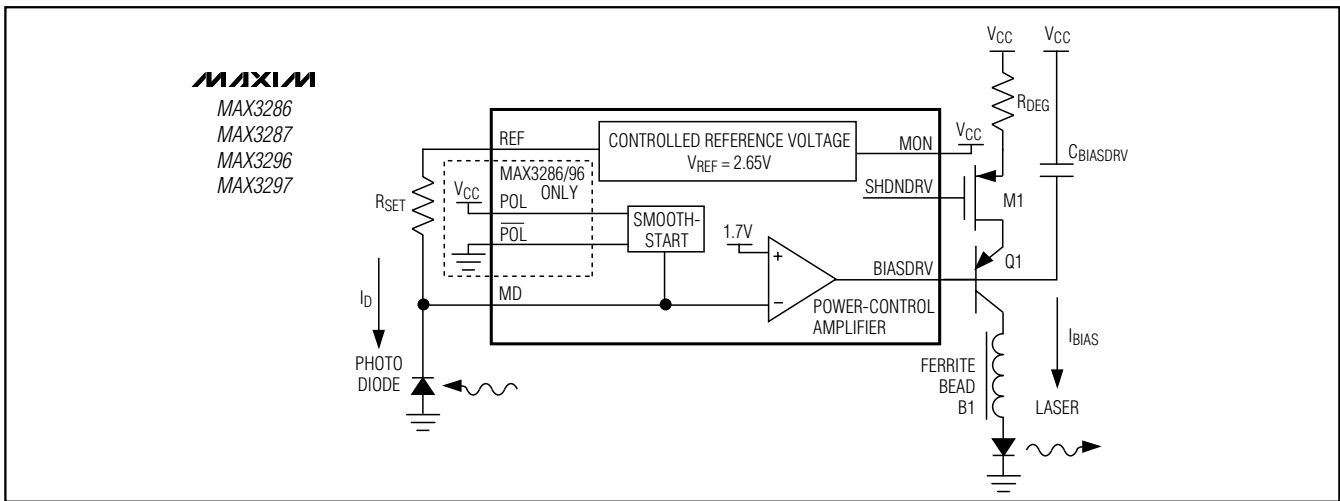 MAXIM
MAX3286
MAX3287
MAX3296
MAX3297
REF
CONTROLLED REFERENCE VOLTAGE
VREF = 2.65V
MON
VCC
VCC
RDEG
VCC
CBIASDRV
MAX3286/96
ONLY
VCC
POL
POL
RSET
SMOOTH-
START
SHDNDRV
M1
1.7V
+
−
BIASDRV
Q1
POWER-CONTROL
AMPLIFIER
ID
MD
PHOTO
DIODE
IBIAS
FERRITE
BEAD
B1
LASER